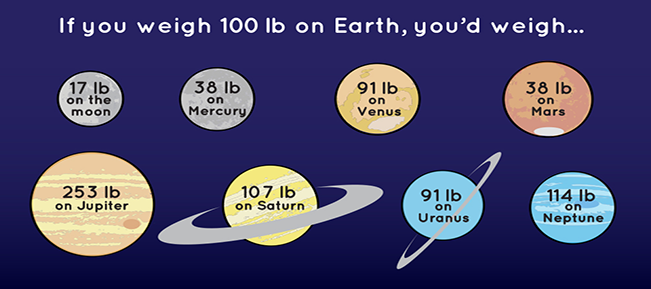 If you weigh 100 lb on Earth, you'd weigh...
17 lb
on the
moon
38 lb
on
Mercury
91 lb
on
Venus
38 lb
on
Mars
253 lb
on Jupiter
107 lb
on Saturn
91 lb
n
Uranus
114 lb
on
Neptune